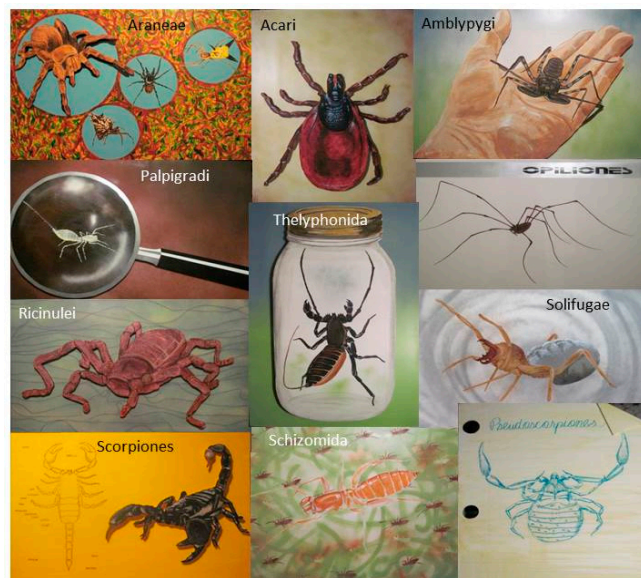 Araneae
Acari
Amblypygi
Palpigradi
OPILIONES
Thelyphonida
Ricinulei
Solifugae
Scorpiones
Schizomida
Pseudoscorpiones